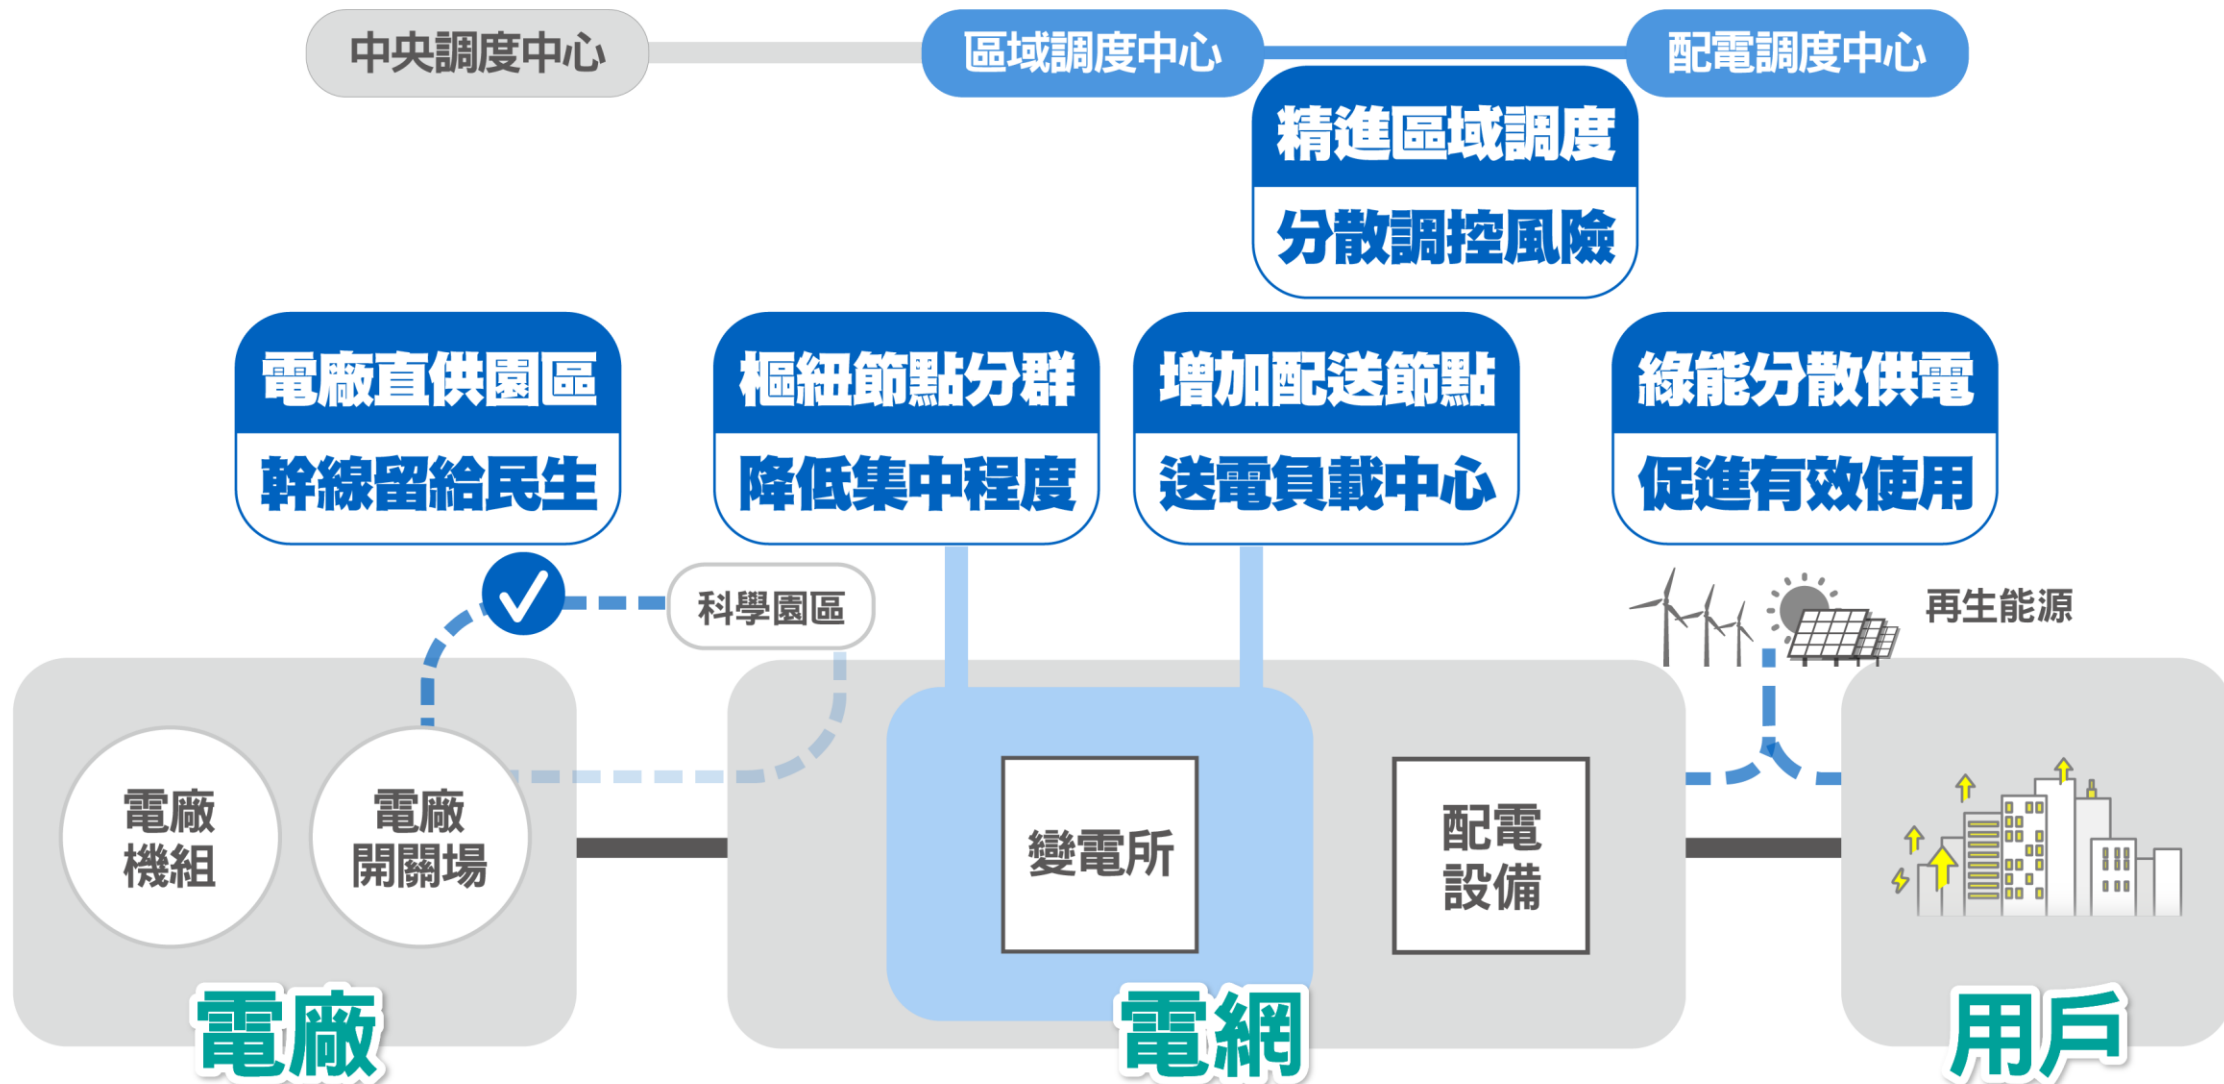 中央調度中心
區域調度中心
配電調度中心
精進區域調度
分散調控風險
電廠直供園區
幹線留給民生
樞紐節點分群
降低集中程度
增加配送節點
送電負載中心
綠能分散供電
促進有效使用
科學園區
再生能源
電廠
機組
電廠
開關場
變電所
配電
設備
電廠
電網
用戶